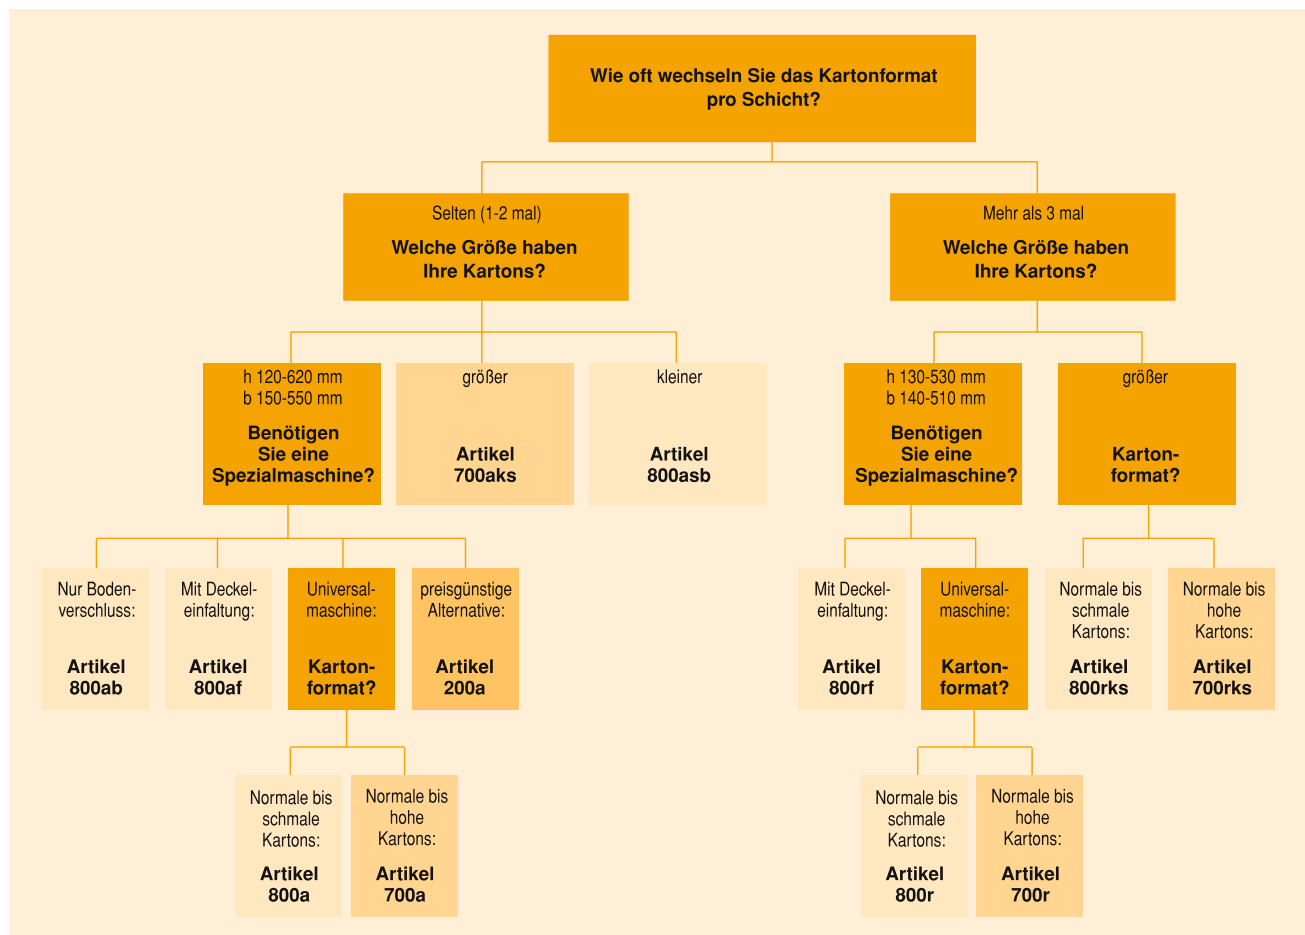 Wie oft wechseln Sie das Kartonformat
pro Schicht?
Selten (1-2 mal)
Welche Größe haben
Ihre Kartons?
Mehr als 3 mal
Welche Größe haben
Ihre Kartons?
h 120-620 mm
b 150-550 mm
Benötigen
Sie eine
Spezialmaschine?
größer
Artikel
700aks
kleiner
Artikel
800asb
h 130-530 mm
b 140-510 mm
Benötigen
Sie eine
Spezialmaschine?
größer
Karton-
format?
Nur Boden-
verschluss:
Artikel
800ab
Mit Deckel-
einfaltung:
Artikel
800af
Universal-
maschine:
Karton-
format?
preisgünstige
Alternative:
Artikel
200a
Mit Deckel-
einfaltung:
Artikel
800rf
Universal-
maschine:
Karton-
format?
Normale bis
schmale
Kartons:
Artikel
800rks
Normale bis
hohe
Kartons:
Artikel
700rks
Normale bis
schmale
Kartons:
Artikel
800a
Normale bis
hohe
Kartons:
Artikel
700a
Normale bis
schmale
Kartons:
Artikel
800r
Normale bis
hohe
Kartons:
Artikel
700r